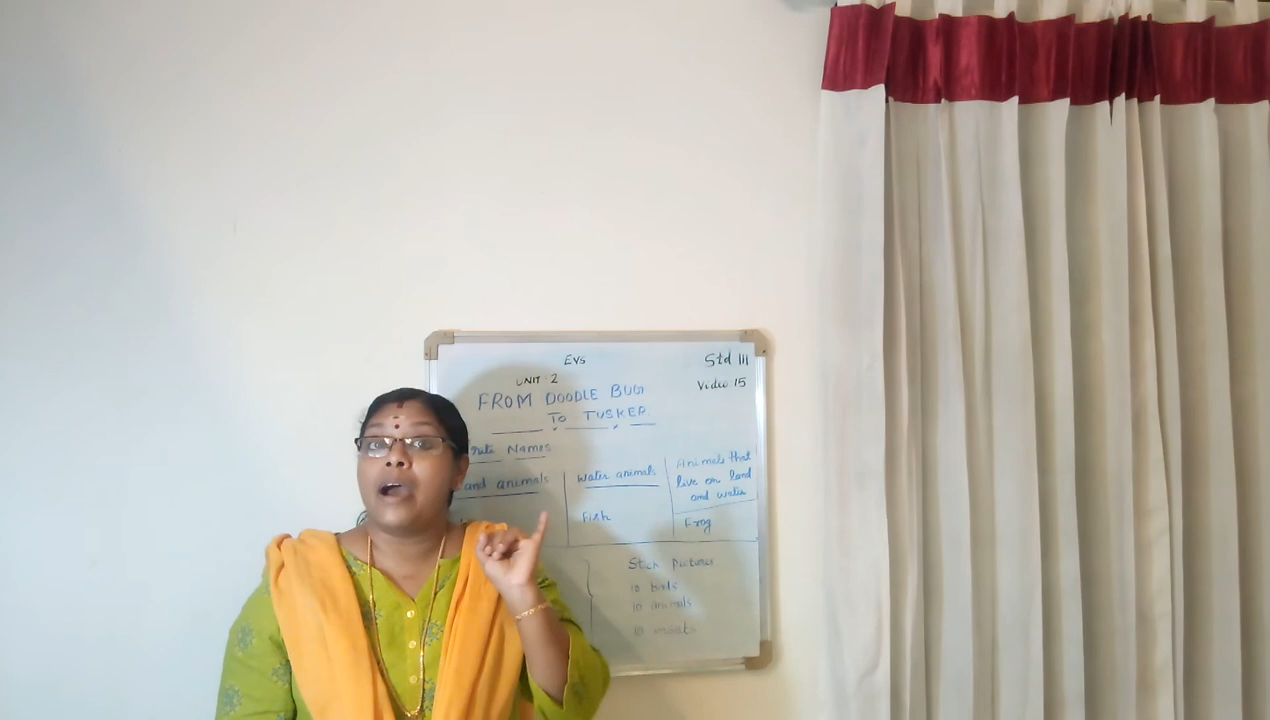 EVS
Std III
UNIT 2
Video 15
FROM DOODLE BUG
TO TUSKER
Names
animals
Water animals
Animals that
live on land
and water
Fish
Frog
Stick pictures
10 birds
10 animals
10 insects